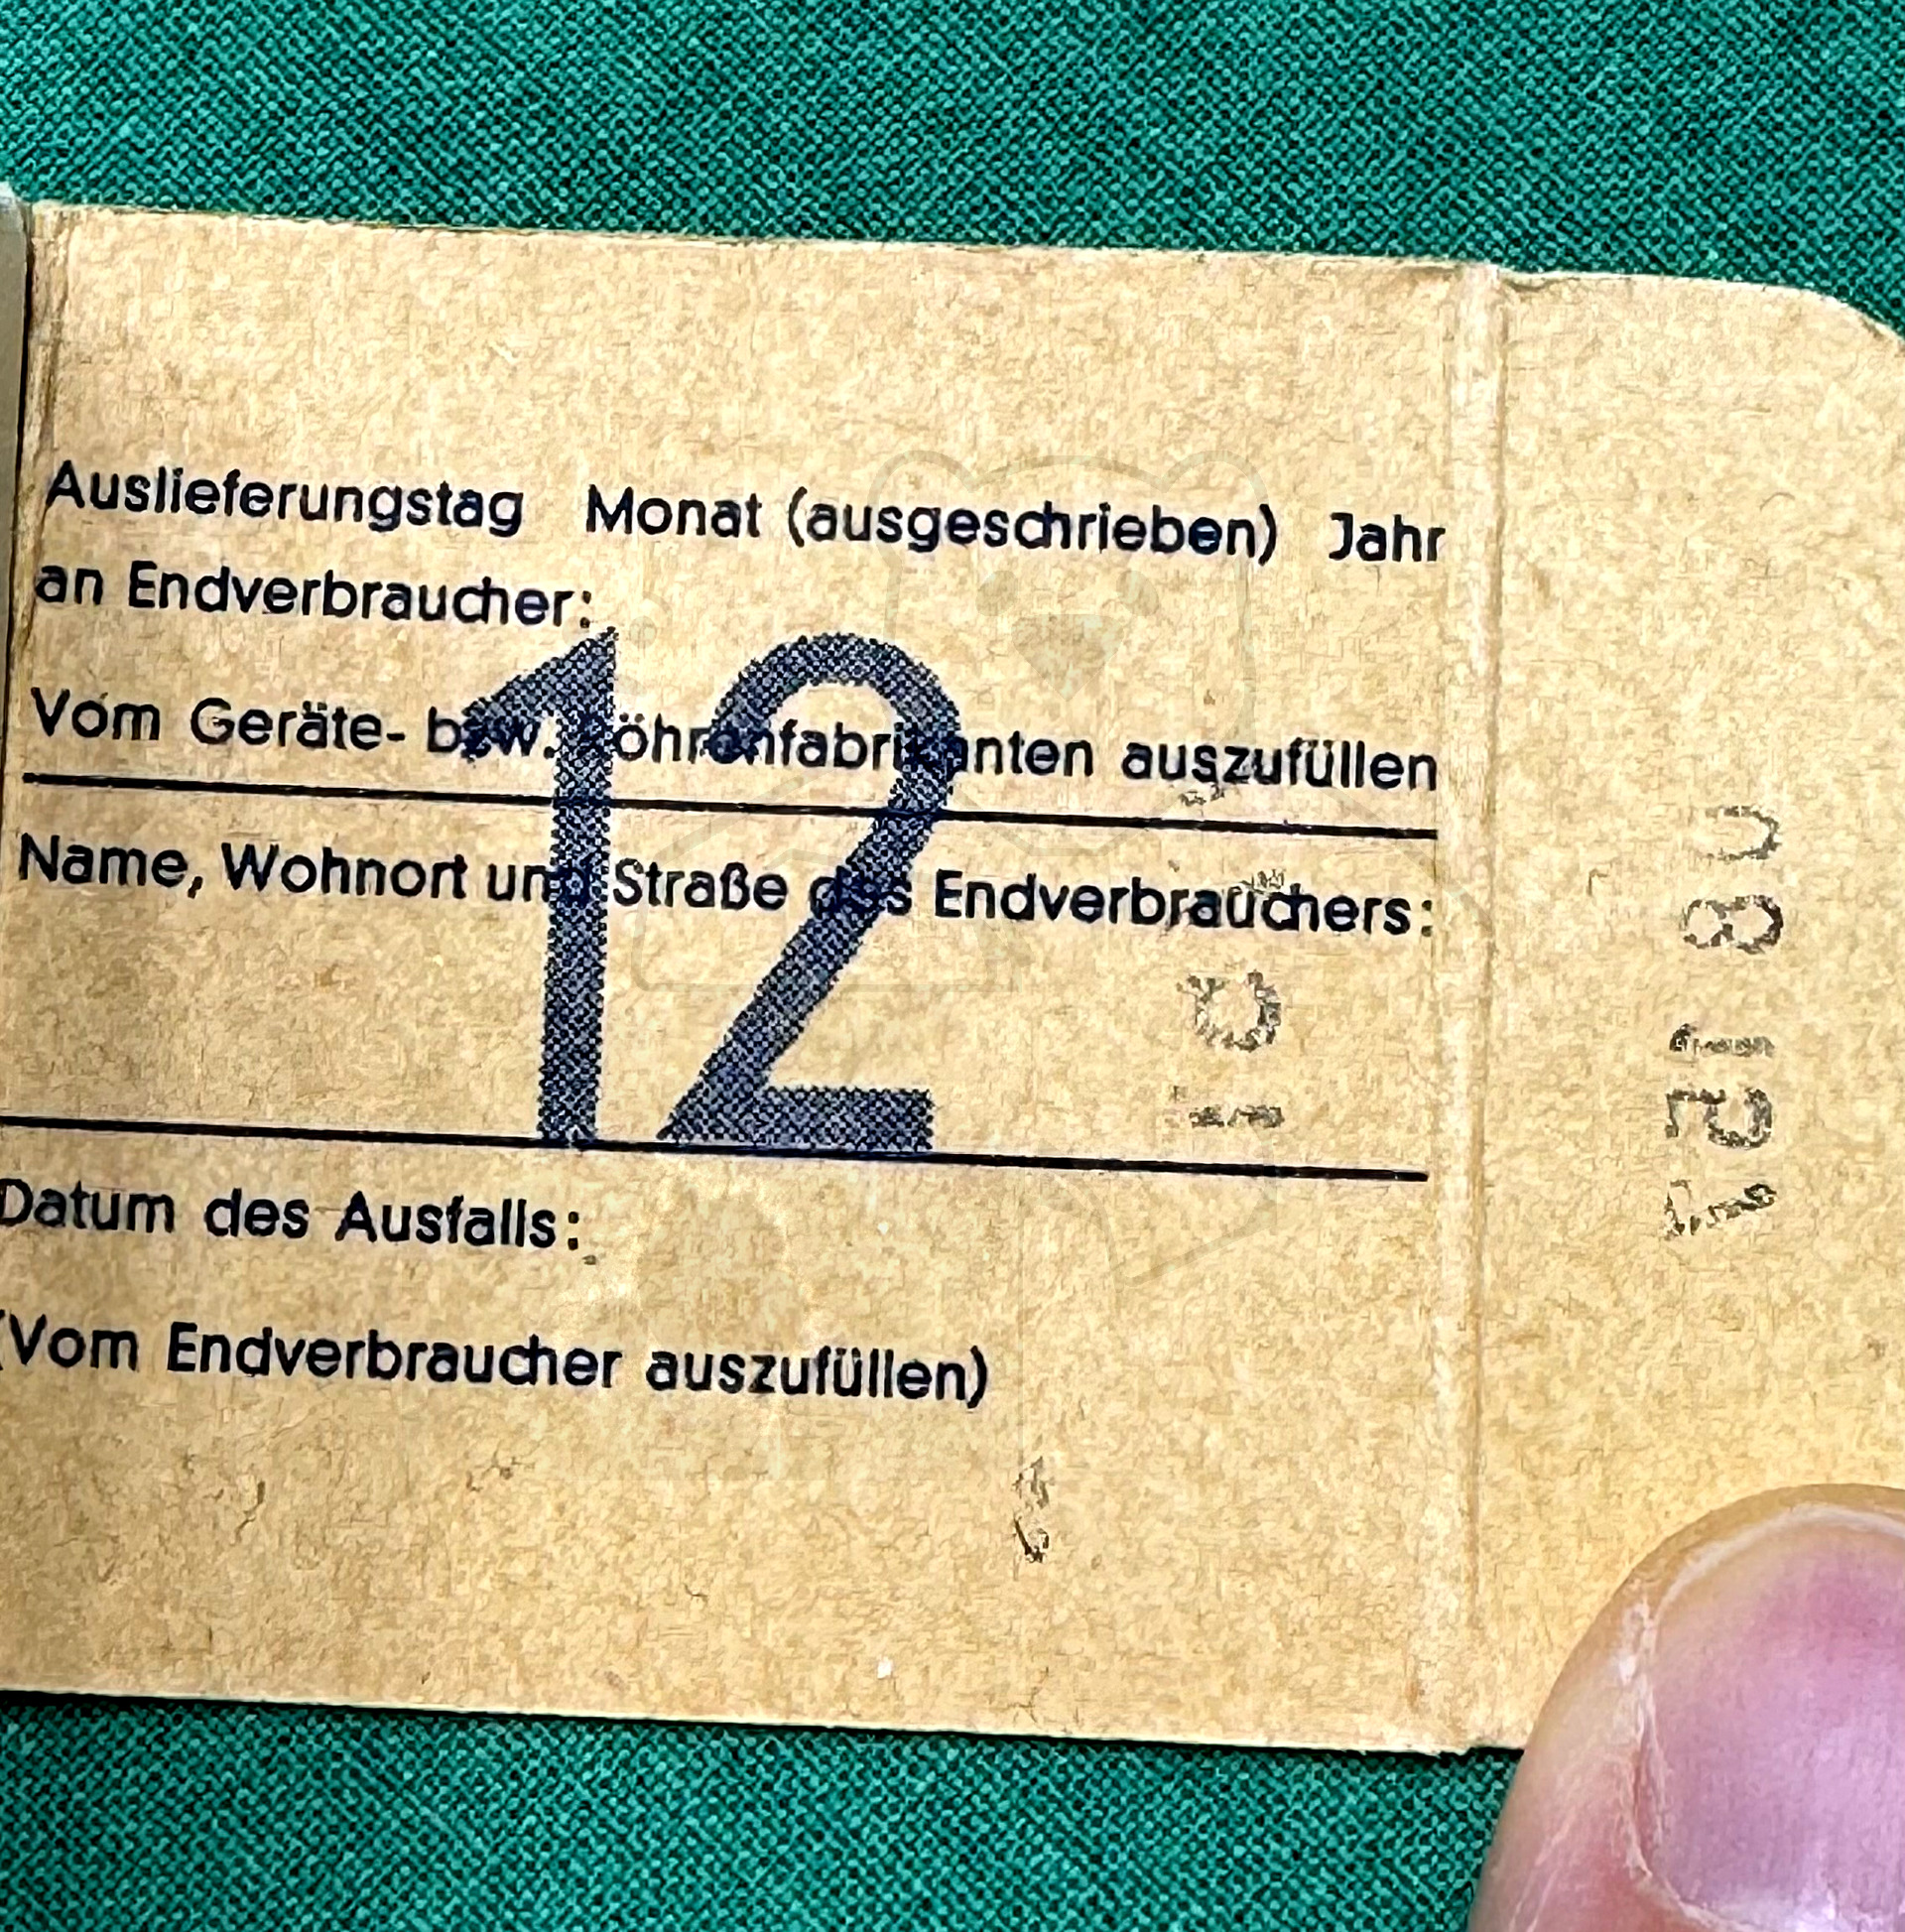 Auslieferungstag Monat (ausgeschrieben) Jahr
an Endverbraucher:
Vom Geräte- bzw. Röhrenfabrikanten auszufüllen
Name, Wohnort und Straße des Endverbrauchers:
12
Datum des Ausfalls:
(Vom Endverbraucher auszufüllen)